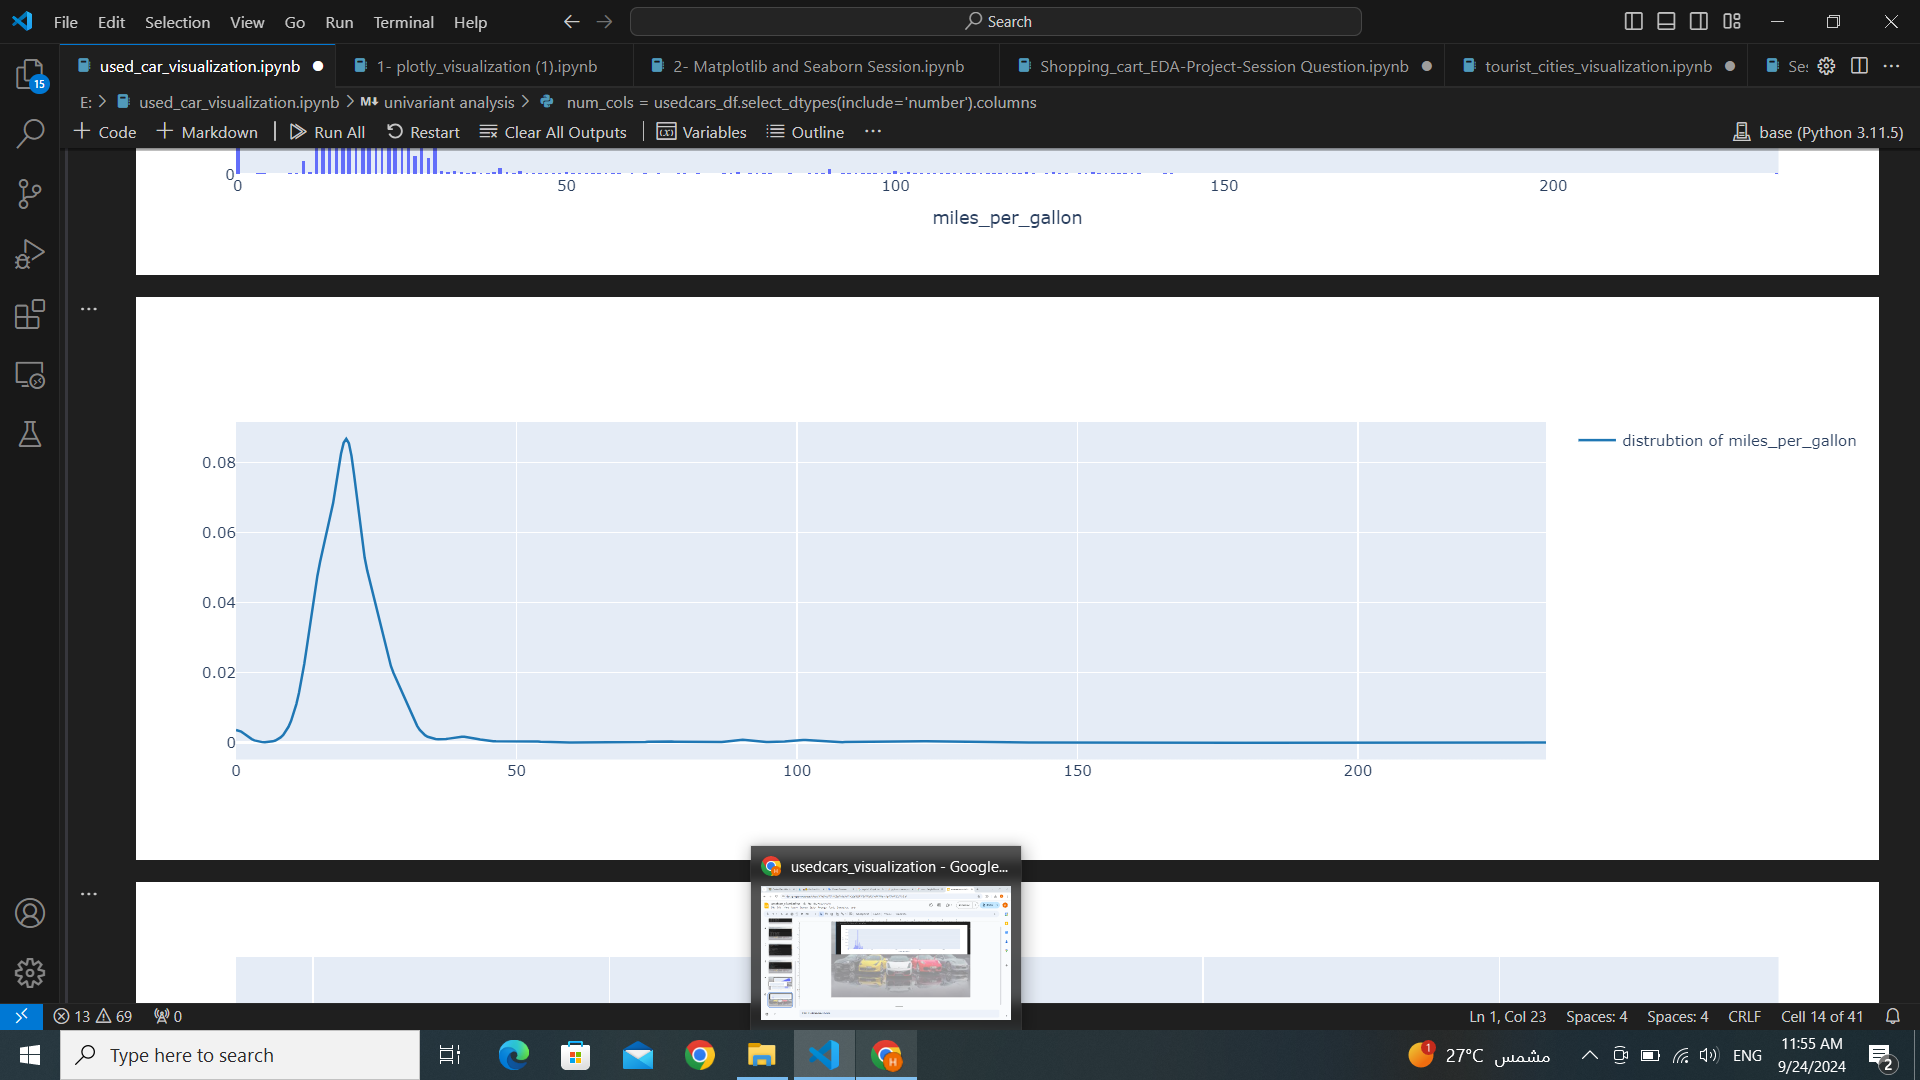 File Edit Selection View Go Run Terminal Help Search
used_car_visualization.ipynb 1- plotly_visualization (1).ipynb 2- Matplotlib and Seaborn Session.ipynb Shopping_cart_EDA-Project-Session Question.ipynb tourist_cities_visualization.ipynb Se
15
E: > used_car_visualization.ipynb > M↓ univariant analysis > num_cols = usedcars_df.select_dtypes(include='number').columns
+ Code + Markdown | Run All Restart Clear All Outputs | Variables Outline ... base (Python 3.11.5)
0
0 50 100 150 200
miles_per_gallon
distrubtion of miles_per_gallon
0.08
0.06
0.04
0.02
0
0 50 100 150 200
usedcars_visualization - Google...
13 69 0 Ln 1, Col 23 Spaces: 4 Spaces: 4 CRLF Cell 14 of 41
Type here to search
1 27°C مشمس ENG 11:55 AM
9/24/2024 2